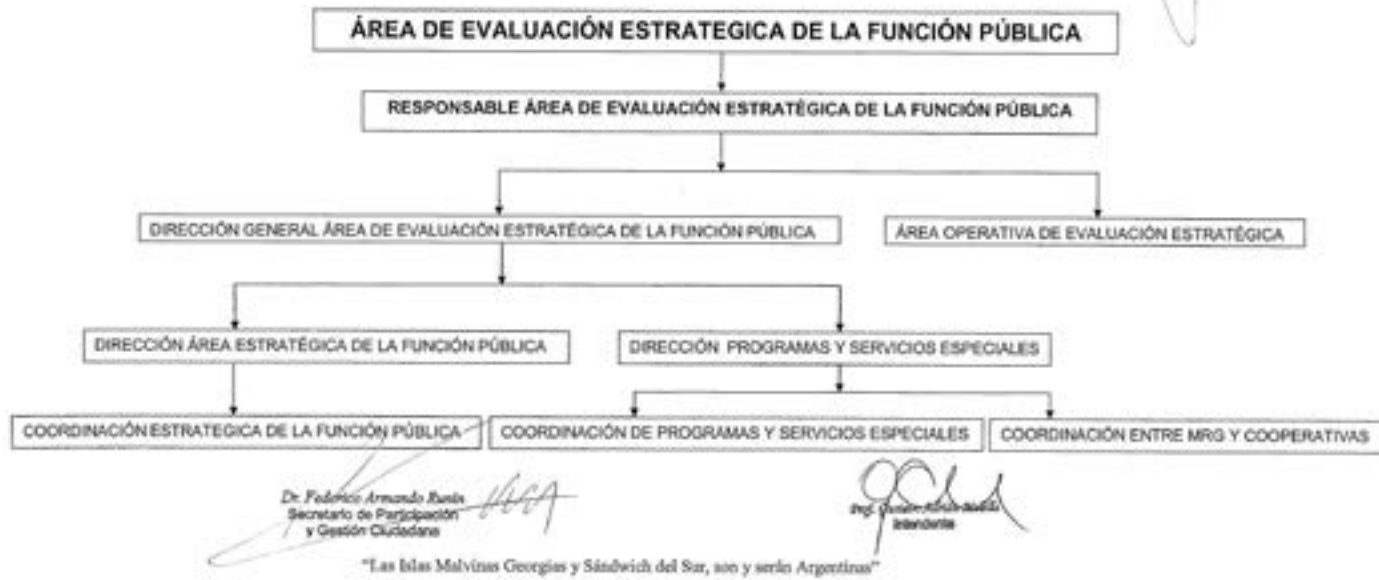 ÁREA DE EVALUACIÓN ESTRATEGICA DE LA FUNCIÓN PÚBLICA
RESPONSABLE ÁREA DE EVALUACIÓN ESTRATÉGICA DE LA FUNCIÓN PÚBLICA
DIRECCIÓN GENERAL ÁREA DE EVALUACIÓN ESTRATÉGICA DE LA FUNCIÓN PÚBLICA
ÁREA OPERATIVA DE EVALUACIÓN ESTRATÉGICA
DIRECCIÓN ÁREA ESTRATÉGICA DE LA FUNCIÓN PÚBLICA
DIRECCIÓN PROGRAMAS Y SERVICIOS ESPECIALES
COORDINACIÓN ESTRATEGICA DE LA FUNCIÓN PÚBLICA
COORDINACIÓN DE PROGRAMAS Y SERVICIOS ESPECIALES
COORDINACIÓN ENTRE MRG Y COOPERATIVAS
Dr. Federico Armando
Secretario de Participación
y Gestión Ciudadana
Intendente
"Las Islas Malvinas Georgias y Sándwich del Sur, son y serán Argentinas"